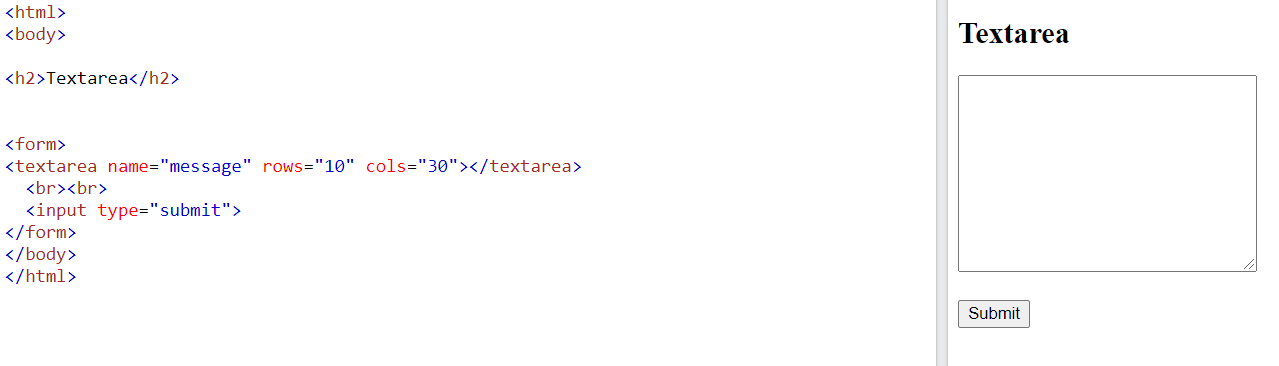 <html>
<body>
<h2>Textarea</h2>
<form>
<textarea name="message" rows="10" cols="30"></textarea>
  <br><br>
  <input type="submit">
</form>
</body>
</html>
Textarea
Submit